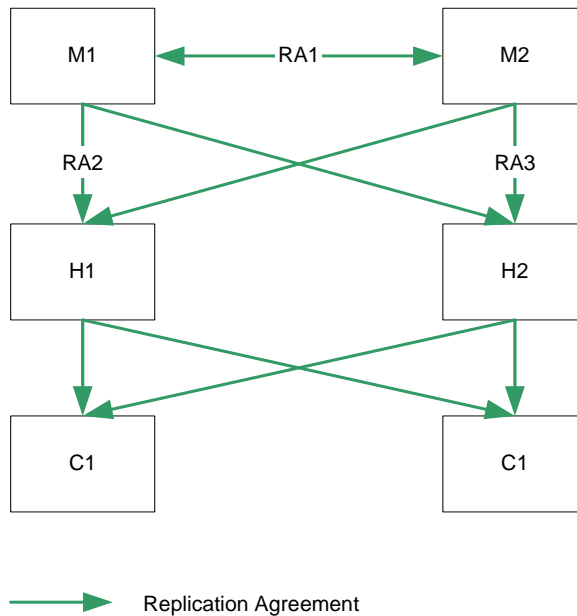 M1
RA1
M2
RA2
RA3
H1
H2
C1
C1
Replication Agreement